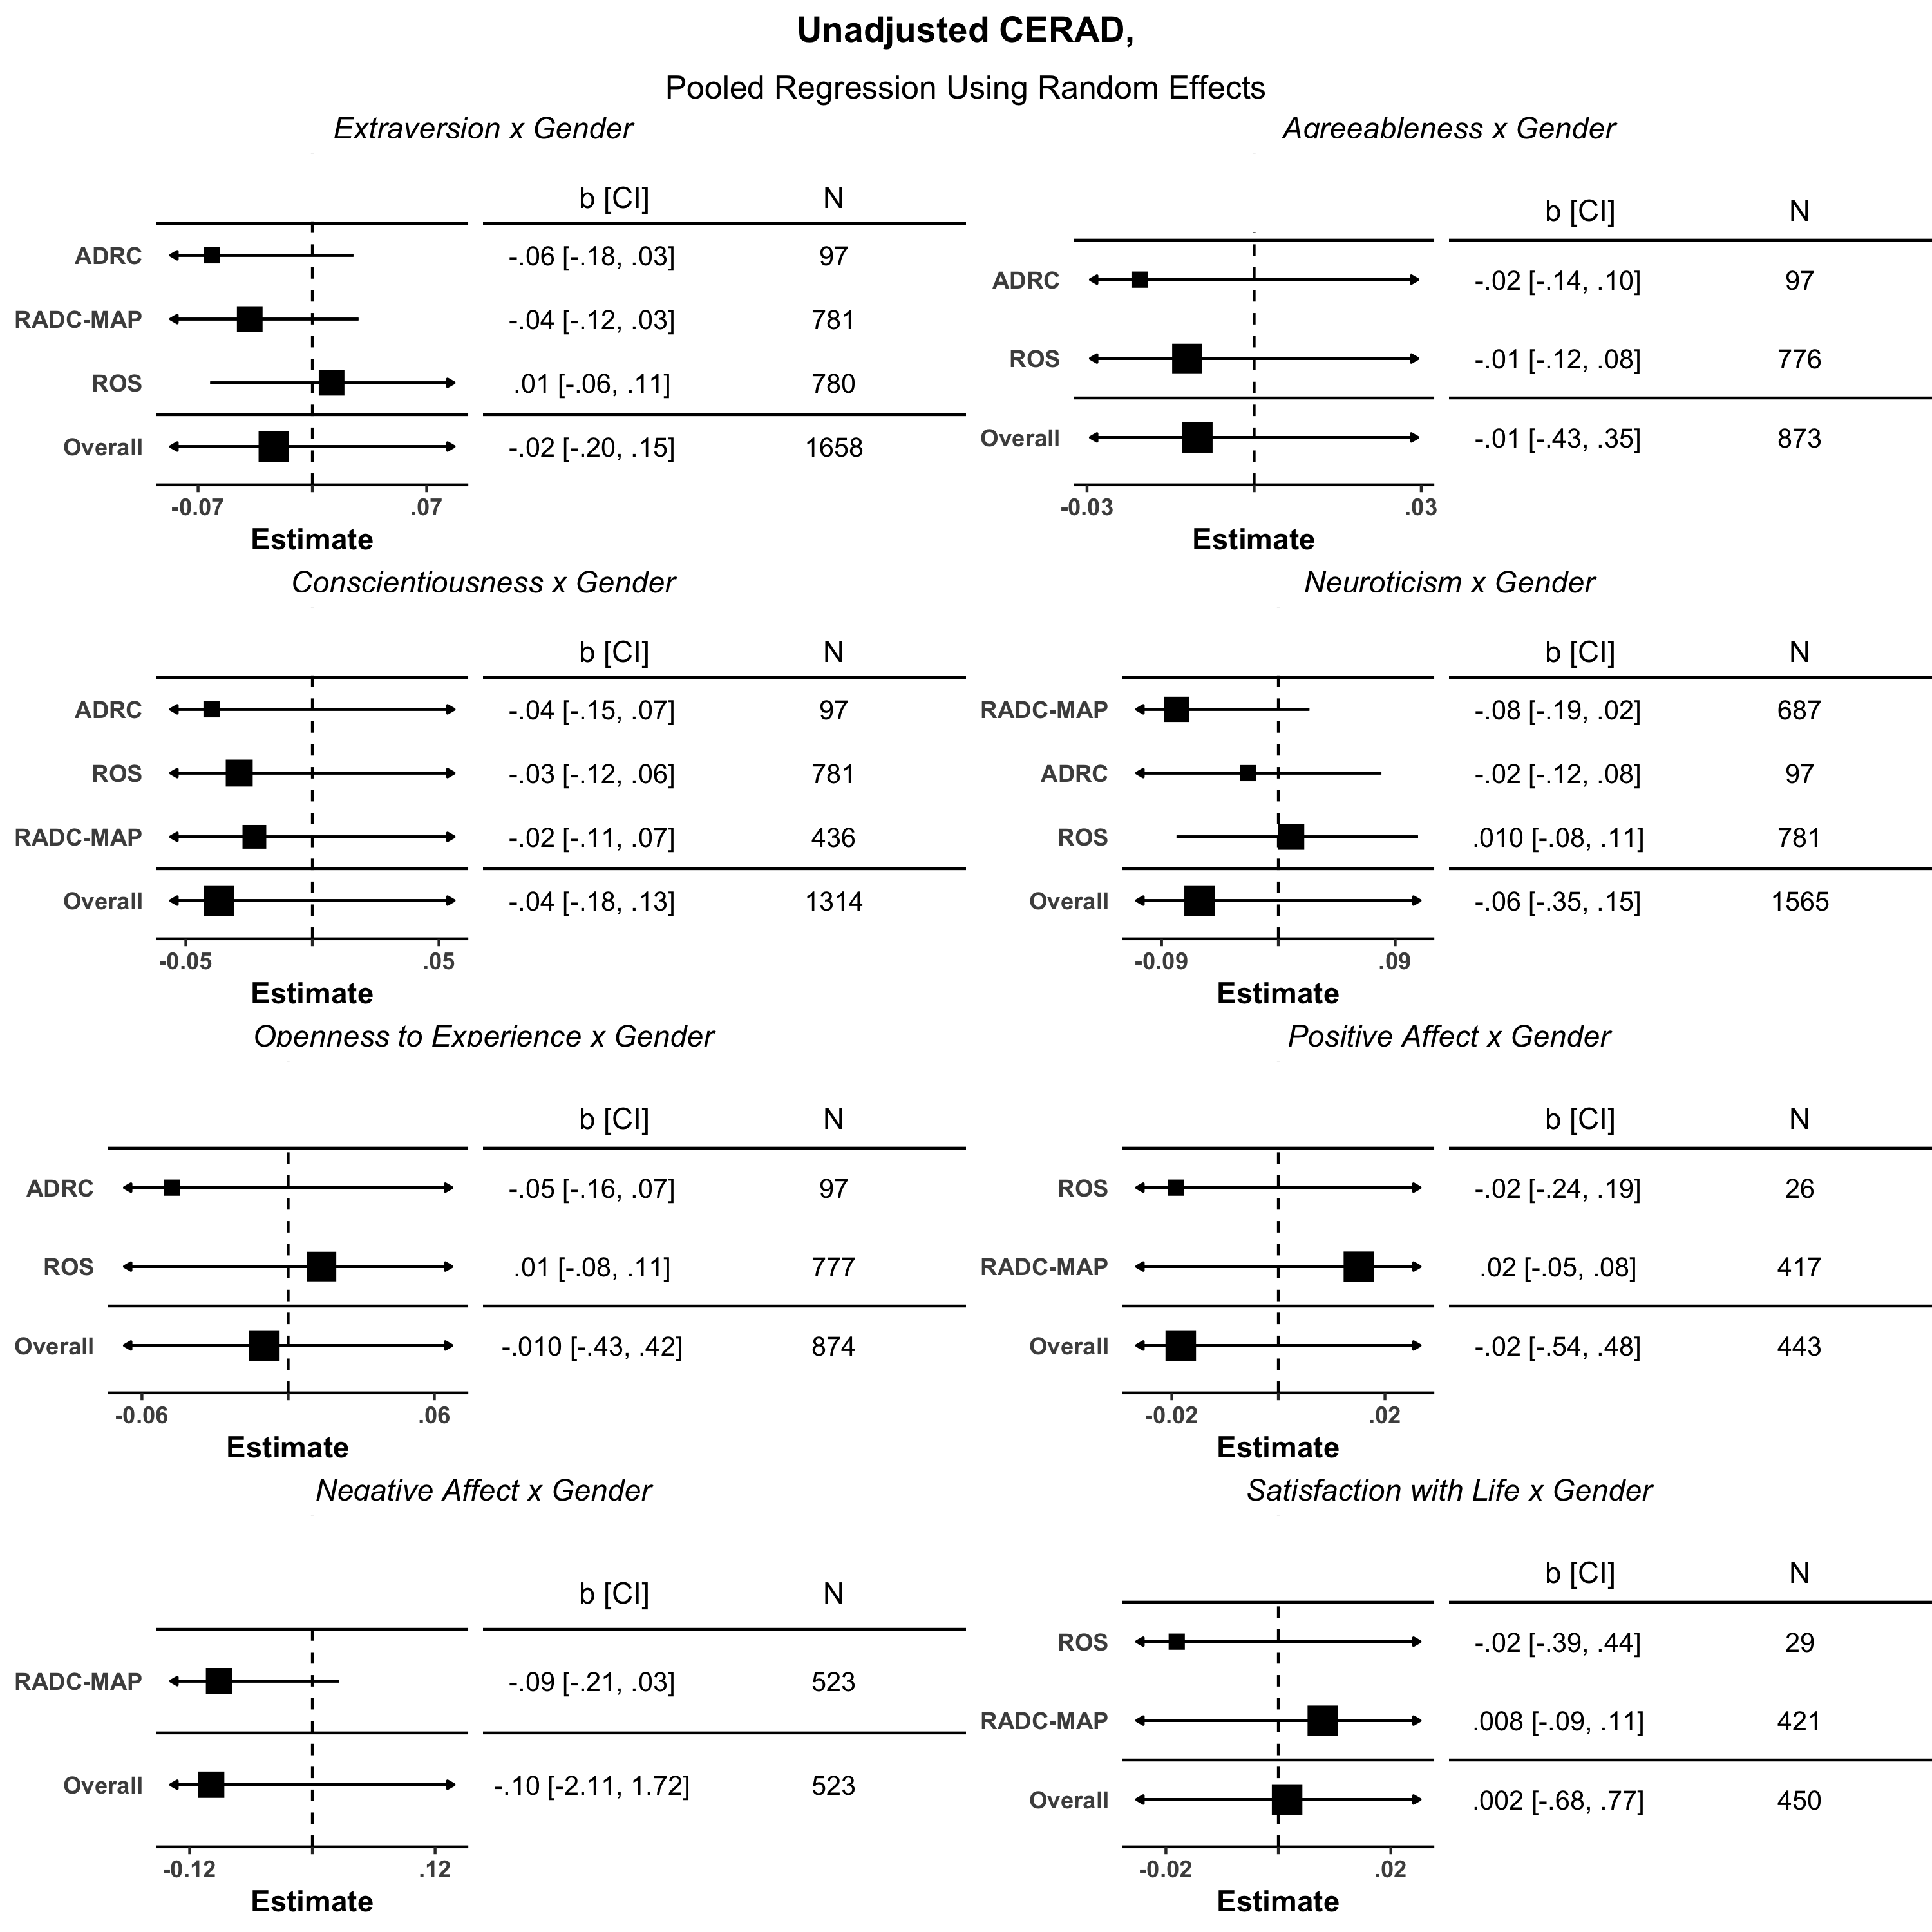 Unadjusted CERAD,
Pooled Regression Using Random Effects
Extraversion x Gender
b [CI] N
ADRC -.06 [-.18, .03] 97
RADC-MAP -.04 [-.12, .03] 781
ROS .01 [-.06, .11] 780
Overall -.02 [-.20, .15] 1658
-0.07 .07
Estimate
Agreeableness x Gender
b [CI] N
ADRC -.02 [-.14, .10] 97
ROS -.01 [-.12, .08] 776
Overall -.01 [-.43, .35] 873
-0.03 .03
Estimate
Conscientiousness x Gender
b [CI] N
ADRC -.04 [-.15, .07] 97
ROS -.03 [-.12, .06] 781
RADC-MAP -.02 [-.11, .07] 436
Overall -.04 [-.18, .13] 1314
-0.05 .05
Estimate
Neuroticism x Gender
b [CI] N
RADC-MAP -.08 [-.19, .02] 687
ADRC -.02 [-.12, .08] 97
ROS .010 [-.08, .11] 781
Overall -.06 [-.35, .15] 1565
-0.09 .09
Estimate
Openness to Experience x Gender
b [CI] N
ADRC -.05 [-.16, .07] 97
ROS .01 [-.08, .11] 777
Overall -.010 [-.43, .42] 874
-0.06 .06
Estimate
Positive Affect x Gender
b [CI] N
ROS -.02 [-.24, .19] 26
RADC-MAP .02 [-.05, .08] 417
Overall -.02 [-.54, .48] 443
-0.02 .02
Estimate
Negative Affect x Gender
b [CI] N
RADC-MAP -.09 [-.21, .03] 523
Overall -.10 [-2.11, 1.72] 523
-0.12 .12
Estimate
Satisfaction with Life x Gender
b [CI] N
ROS -.02 [-.39, .44] 29
RADC-MAP .008 [-.09, .11] 421
Overall .002 [-.68, .77] 450
-0.02 .02
Estimate